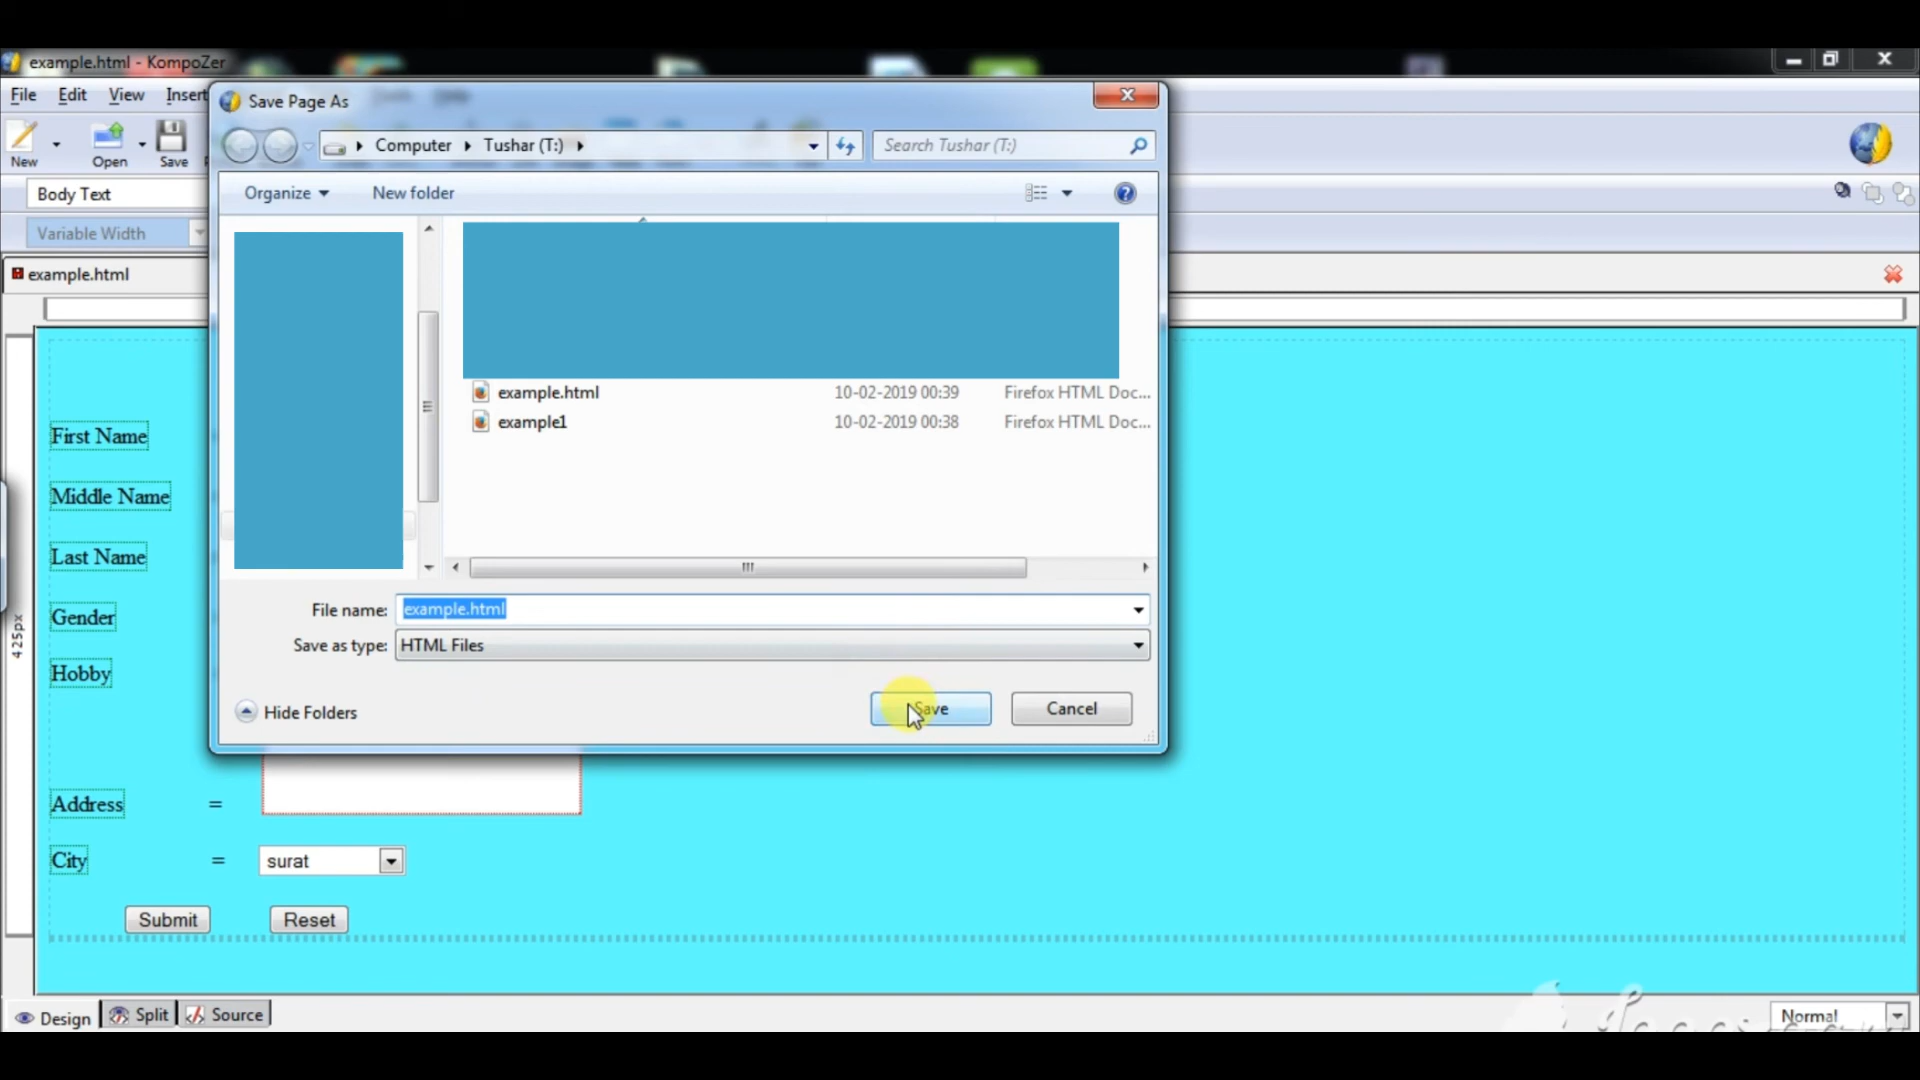 example.html - KompoZer
File Edit View Insert Help
Save Page As
Computer Tushar (T:)
Search Tushar (T:)
New Open Save
Organize New folder
Body Text
Variable Width
example.html
example.html 10-02-2019 00:39 Firefox HTML Doc...
example1 10-02-2019 00:38 Firefox HTML Doc...
First Name
Middle Name
Last Name
Gender
Hobby
425px
File name: example.html
Save as type: HTML Files
Hide Folders
Save Cancel
Address =
City = surat
Submit Reset
Design Split Source
Normal